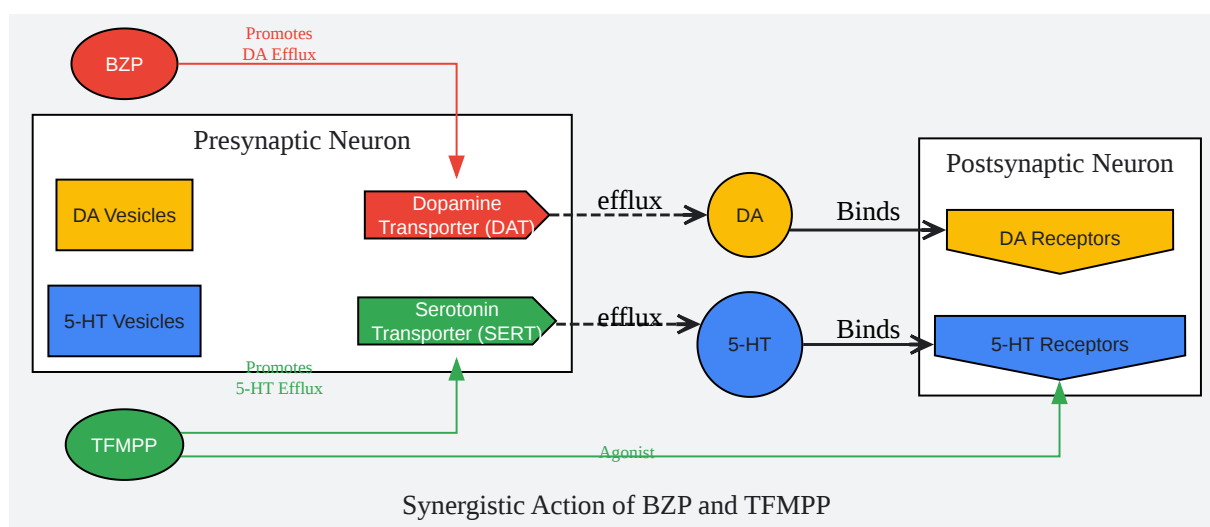 Promotes
DA Efflux
BZP
Presynaptic Neuron
Postsynaptic Neuron
DA Vesicles
Dopamine
Transporter (DAT)
efflux
DA
Binds
DA Receptors
5-HT Vesicles
Serotonin
Transporter (SERT)
efflux
5-HT
Binds
5-HT Receptors
Promotes
5-HT Efflux
TFMPP
Agonist
Synergistic Action of BZP and TFMPP